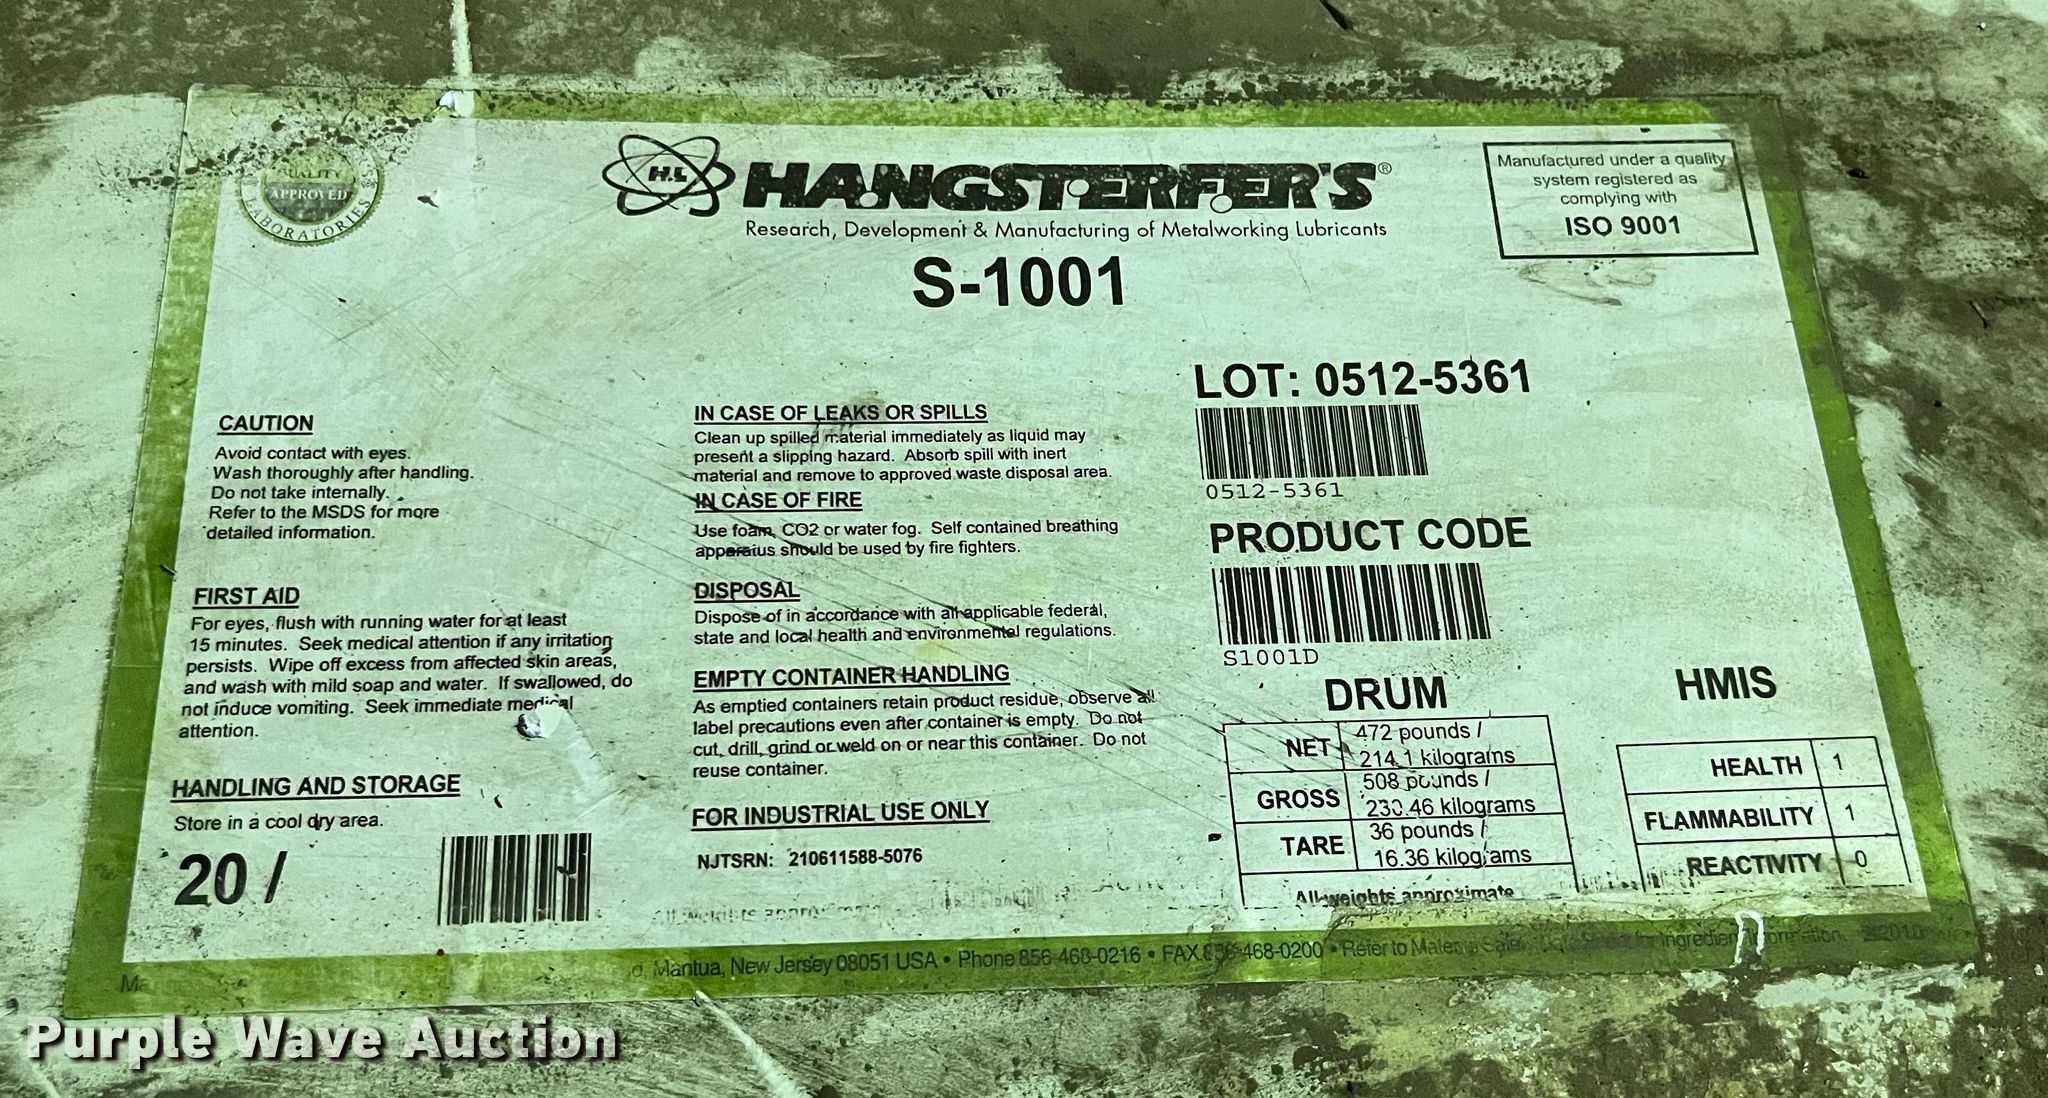 QUALITY
APPROVED
LABORATORIES
H.L
HANGSTERFER'S®
Research, Development & Manufacturing of Metalworking Lubricants
S-1001
Manufactured under a quality
system registered as
complying with
ISO 9001
CAUTION
Avoid contact with eyes.
Wash thoroughly after handling.
Do not take internally.
Refer to the MSDS for more
detailed information.
FIRST AID
For eyes, flush with running water for at least
15 minutes. Seek medical attention if any irritation
persists. Wipe off excess from affected skin areas,
and wash with mild soap and water. If swallowed, do
not induce vomiting. Seek immediate medical
attention.
HANDLING AND STORAGE
Store in a cool dry area.
20 /
IN CASE OF LEAKS OR SPILLS
Clean up spilled material immediately as liquid may
present a slipping hazard. Absorb spill with inert
material and remove to approved waste disposal area.
IN CASE OF FIRE
Use foam, CO2 or water fog. Self contained breathing
apparatus should be used by fire fighters.
DISPOSAL
Dispose of in accordance with all applicable federal,
state and local health and environmental regulations.
EMPTY CONTAINER HANDLING
As emptied containers retain product residue, observe all
label precautions even after container is empty. Do not
cut, drill, grind or weld on or near this container. Do not
reuse container.
FOR INDUSTRIAL USE ONLY
NJTSRN: 210611588-5076
LOT: 0512-5361
0512-5361
PRODUCT CODE
S1001D
DRUM
NET 472 pounds /
214.1 kilograms
GROSS 508 pounds /
230.46 kilograms
TARE 36 pounds /
16.36 kilograms
All weights approximate
HMIS
HEALTH 1
FLAMMABILITY 1
REACTIVITY 0
All weights
Mantua, New Jersey 08051 USA • Phone 856-468-0216 • FAX 856-468-0200 • Refer to Material for Ingredient Information. 2/2010
Purple Wave Auction